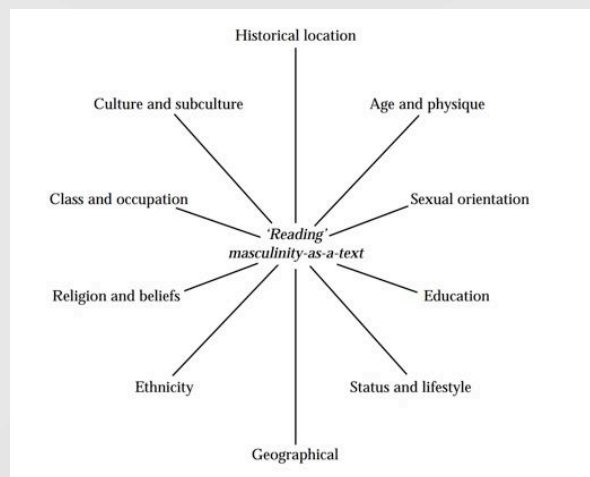 Historical location
Culture and subculture
Age and physique
Class and occupation
Sexual orientation
'Reading'
masculinity-as-a-text
Religion and beliefs
Education
Ethnicity
Status and lifestyle
Geographical